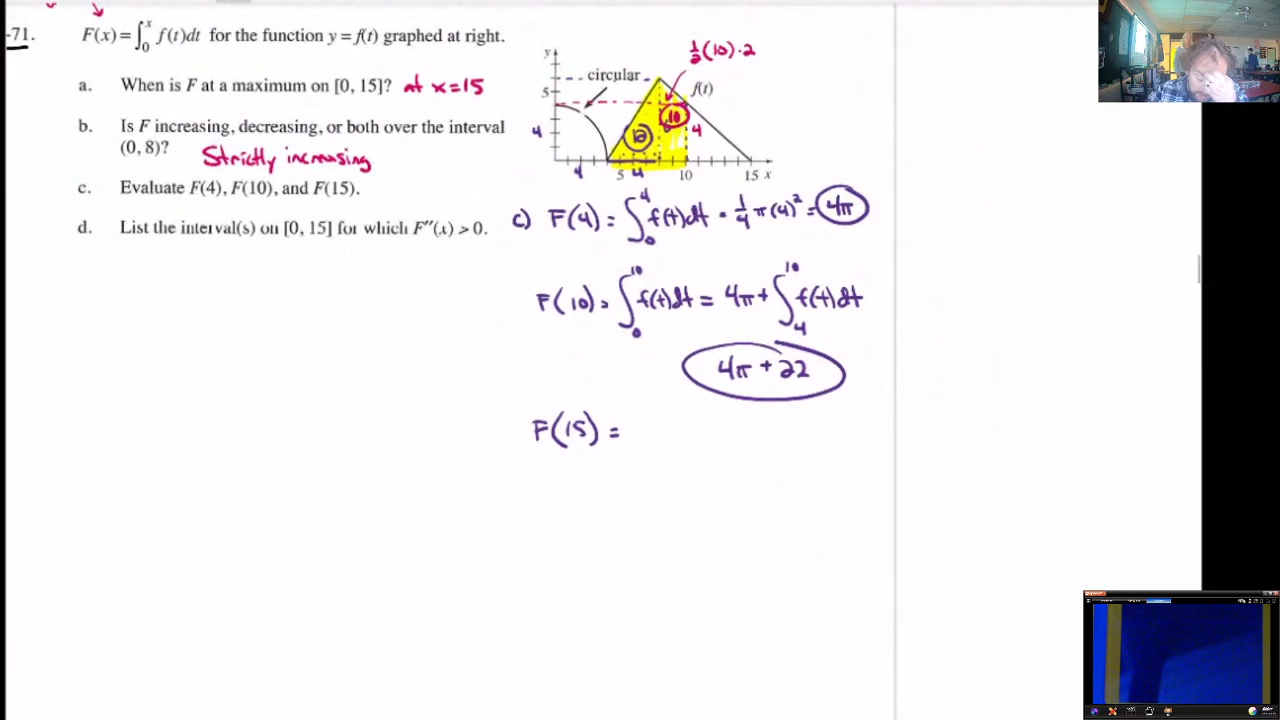 -71. F(x) = ∫₀ˣ f(t)dt for the function y = f(t) graphed at right.
a. When is F at a maximum on [0, 15]? at x=15
b. Is F increasing, decreasing, or both over the interval
(0, 8)? Strictly increasing
c. Evaluate F(4), F(10), and F(15).
d. List the interval(s) on [0, 15] for which F″(x) > 0.
½(10)·2
y
circular
f(t)
5
4
12
10
4
4
4
5 10 15 x
c) F(4) = ∫₀⁴ f(t)dt = ¼π(4)² = 4π
F(10) = ∫₀¹⁰ f(t)dt = 4π + ∫₄¹⁰ f(t)dt
4π + 22
F(15) =